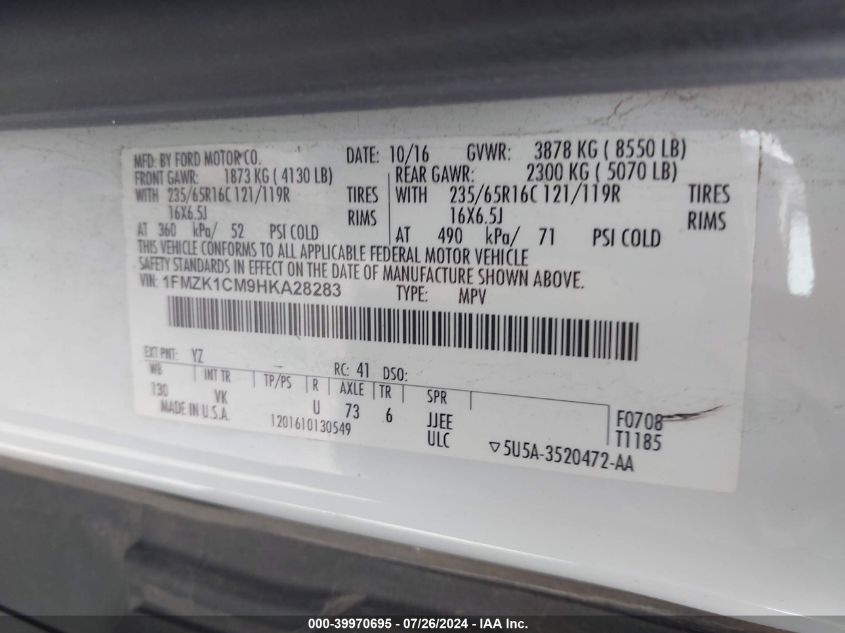 MFD. BY FORD MOTOR CO. DATE: 10/16 GVWR: 3878 KG ( 8550 LB)
FRONT GAWR: 1873 KG ( 4130 LB) REAR GAWR: 2300 KG ( 5070 LB)
WITH 235/65R16C 121/119R TIRES WITH 235/65R16C 121/119R TIRES
16X6.5J RIMS 16X6.5J RIMS
AT 360 kPa/ 52 PSI COLD AT 490 kPa/ 71 PSI COLD
THIS VEHICLE CONFORMS TO ALL APPLICABLE FEDERAL MOTOR VEHICLE
SAFETY STANDARDS IN EFFECT ON THE DATE OF MANUFACTURE SHOWN ABOVE.
VIN: 1FMZK1CM9HKA28283 TYPE: MPV
EXT PNT: YZ RC: 41 DSO:
WB INT TR TP/PS R AXLE TR SPR
130 VK U 73 6 JJEE F0708
MADE IN U.S.A. 1201610130549 ULC T1185
▽5U5A-3520472-AA
000-39970695 - 07/26/2024 - IAA Inc.